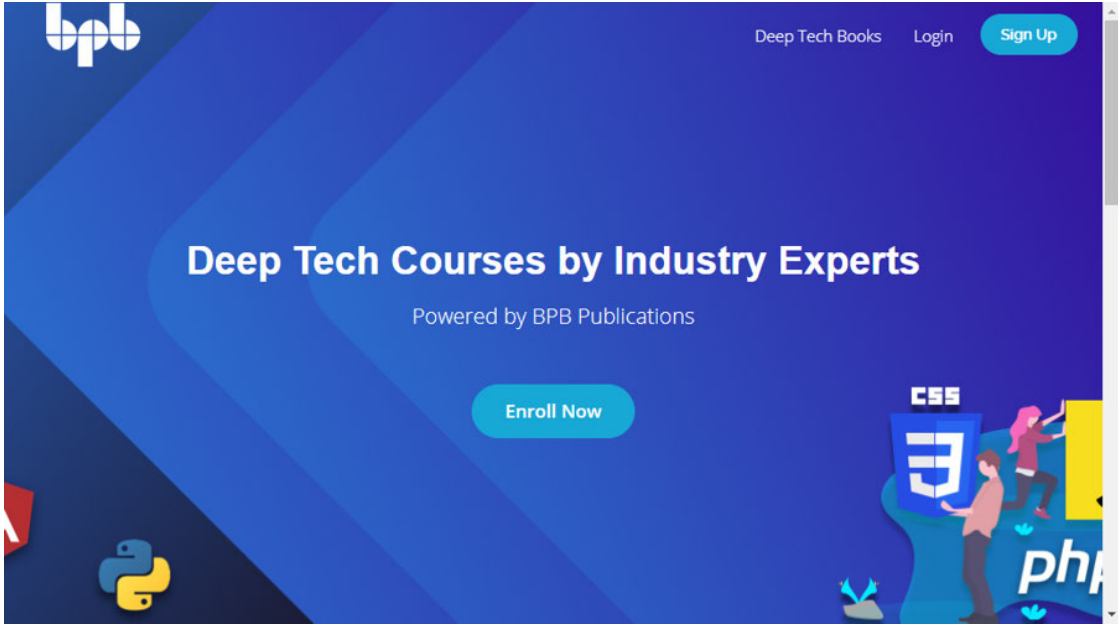 bpb
Deep Tech Books Login Sign Up
Deep Tech Courses by Industry Experts
Powered by BPB Publications
Enroll Now
CSS
3
php